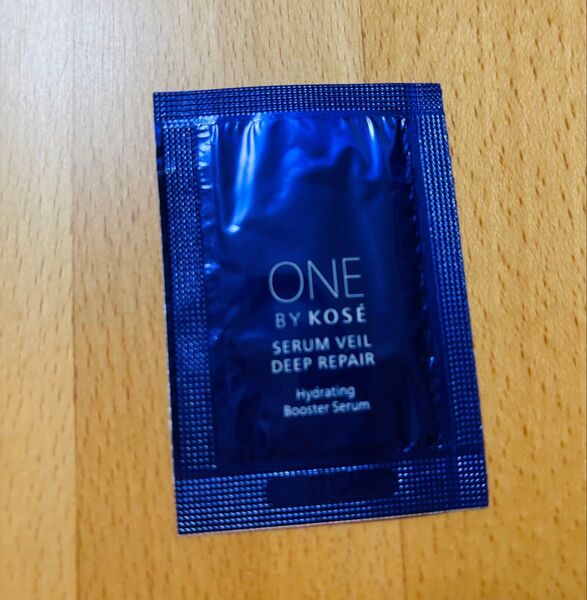 ONE
BY KOSÉ
SERUM VEIL
DEEP REPAIR
Hydrating
Booster Serum